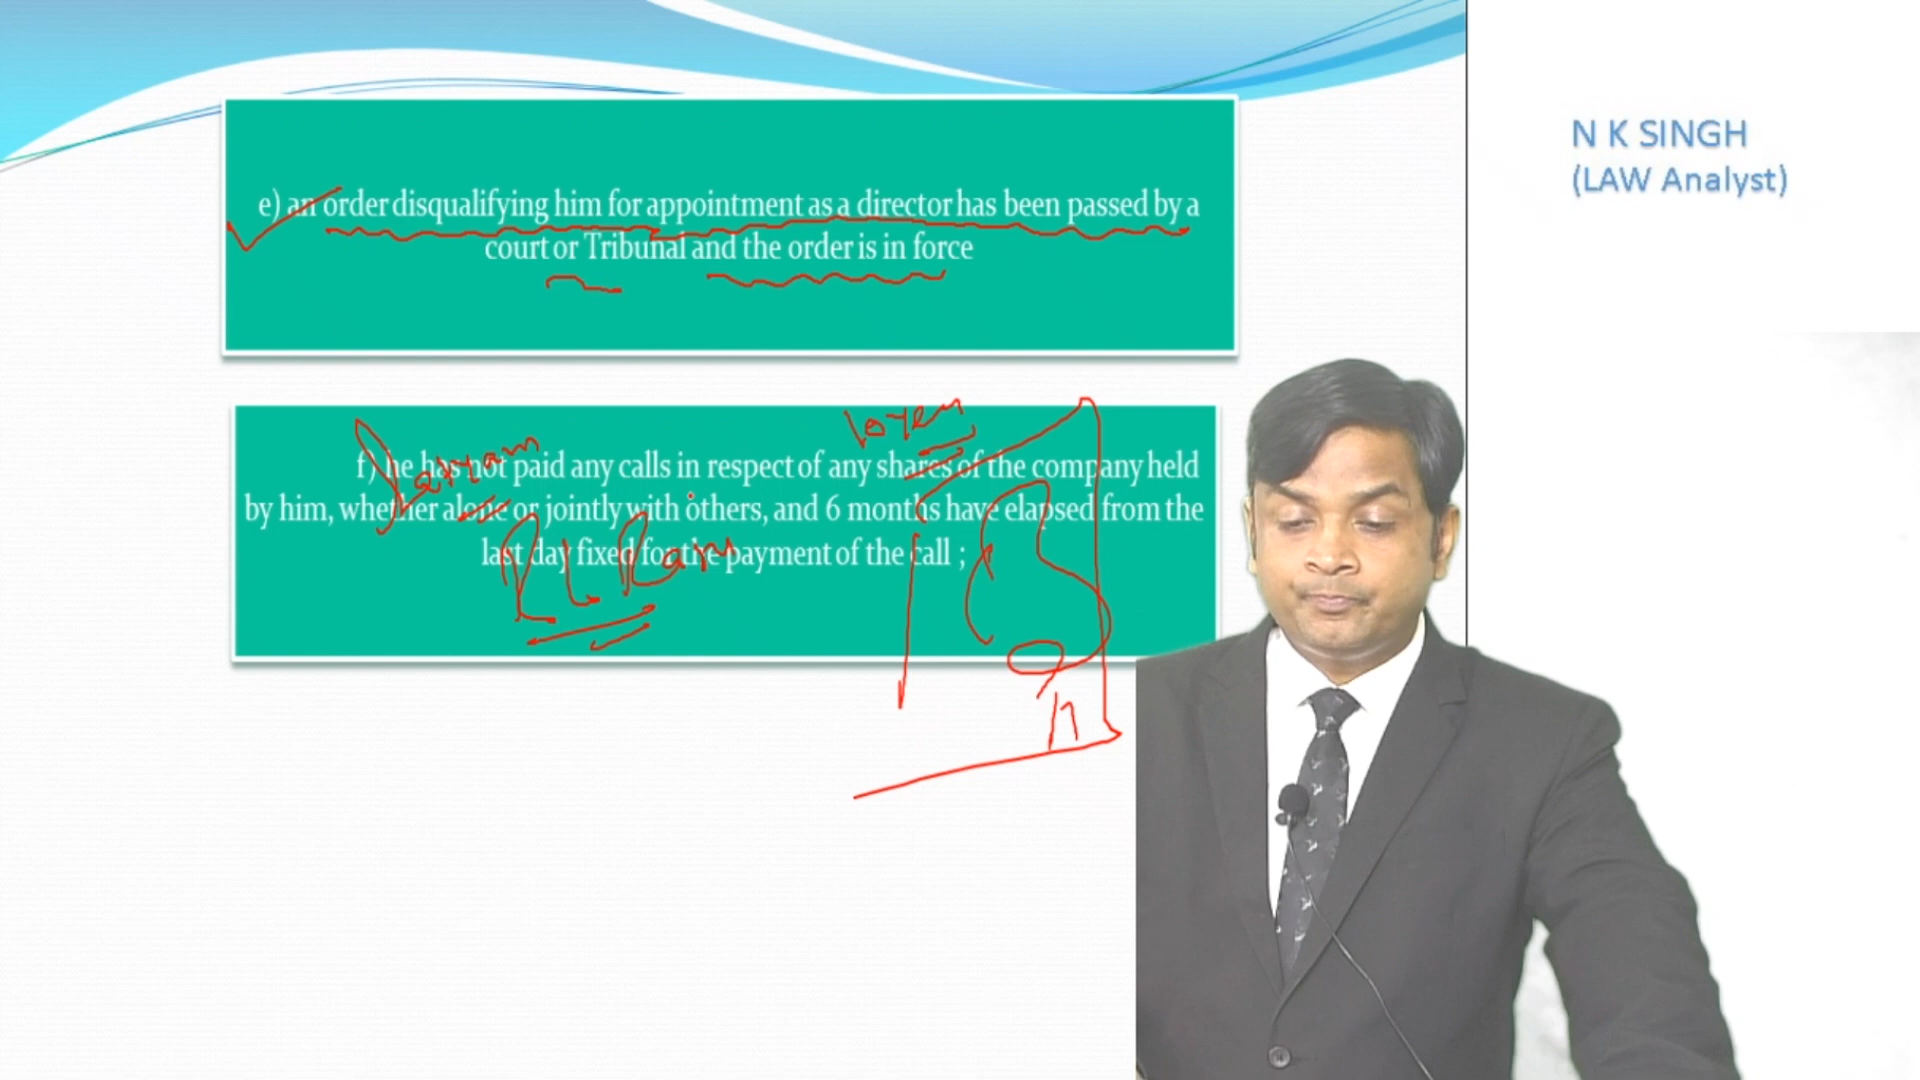 N K SINGH
(LAW Analyst)
e) an order disqualifying him for appointment as a director has been passed by a
court or Tribunal and the order is in force
10 year
f) he has not paid any calls in respect of any shares of the company held
by him, whether alone or jointly with others, and 6 months have elapsed from the
last day fixed for the payment of the call ;